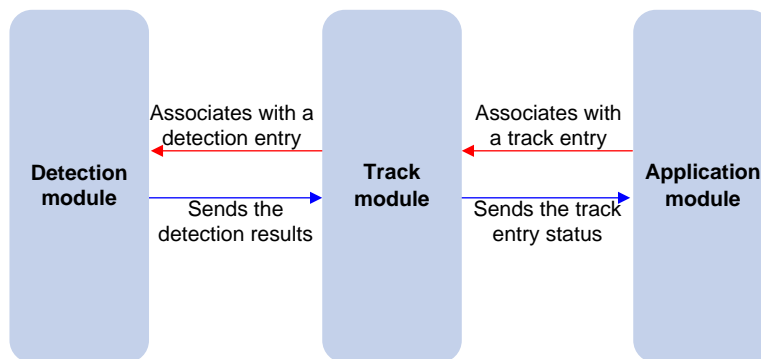 Associates with a
detection entry
Associates with
a track entry
Detection
module
Track
module
Application
module
Sends the
detection results
Sends the track
entry status